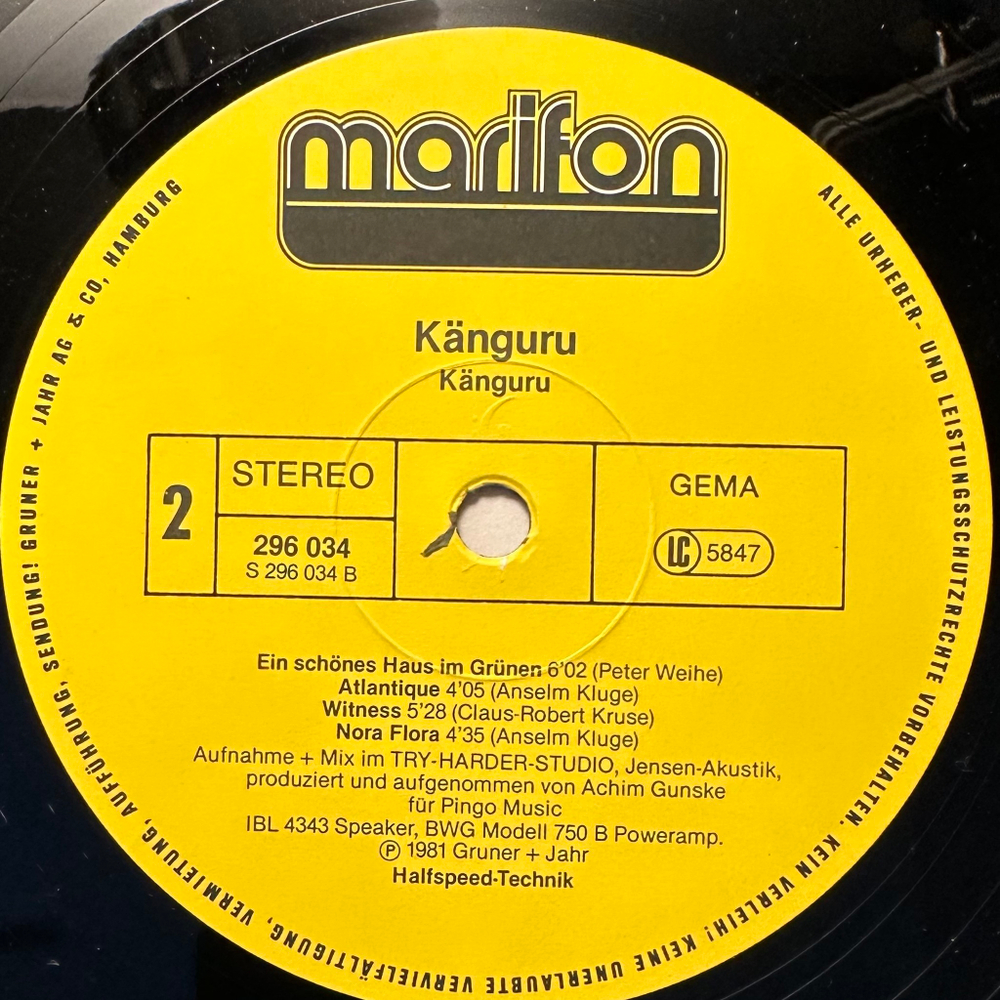 marifon
Känguru
Känguru
2
STEREO
296 034
S 296 034 B
GEMA
LC 5847
Ein schönes Haus im Grünen 6'02 (Peter Weihe)
Atlantique 4'05 (Anselm Kluge)
Witness 5'28 (Claus-Robert Kruse)
Nora Flora 4'35 (Anselm Kluge)
Aufnahme + Mix im TRY-HARDER-STUDIO, Jensen-Akustik,
produziert und aufgenommen von Achim Gunske
für Pingo Music
IBL 4343 Speaker, BWG Modell 750 B Poweramp.
Ⓟ 1981 Gruner + Jahr
Halfspeed-Technik
ALLE URHEBER- UND LEISTUNGSSCHUTZRECHTE VORBEHALTEN. KEIN VERLEIH! KEINE UNERLAUBTE VERVIELFÄLTIGUNG, VERMIETUNG, AUFFÜHRUNG, SENDUNG! GRUNER + JAHR AG & CO, HAMBURG